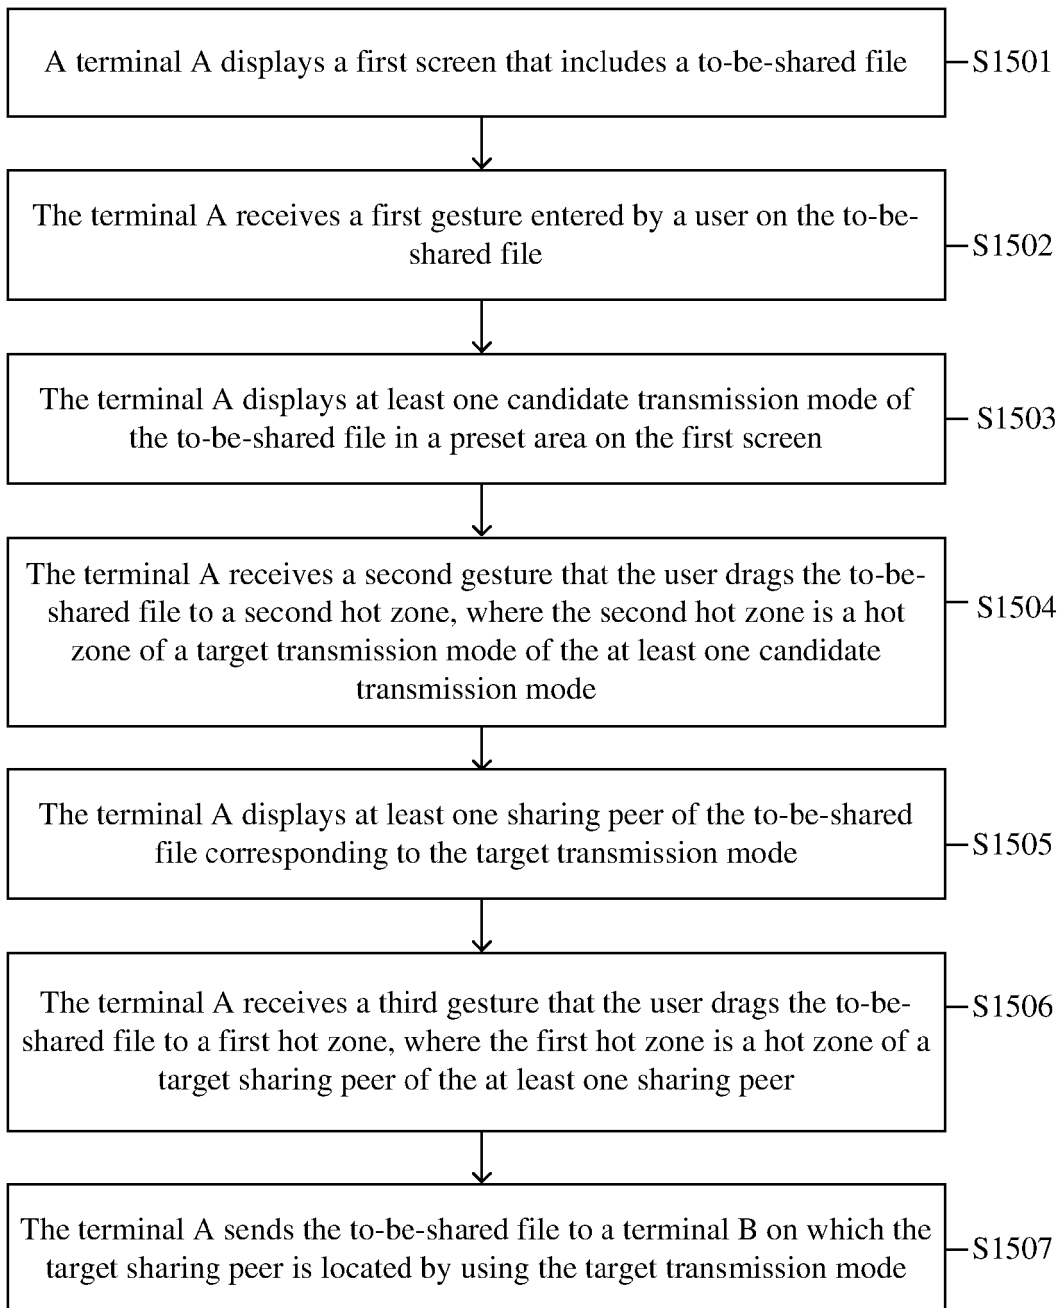 A terminal A displays a first screen that includes a to-be-shared file
S1501
The terminal A receives a first gesture entered by a user on the to-be-
shared file
S1502
The terminal A displays at least one candidate transmission mode of
the to-be-shared file in a preset area on the first screen
S1503
The terminal A receives a second gesture that the user drags the to-be-
shared file to a second hot zone, where the second hot zone is a hot
zone of a target transmission mode of the at least one candidate
transmission mode
S1504
The terminal A displays at least one sharing peer of the to-be-shared
file corresponding to the target transmission mode
S1505
The terminal A receives a third gesture that the user drags the to-be-
shared file to a first hot zone, where the first hot zone is a hot zone of a
target sharing peer of the at least one sharing peer
S1506
The terminal A sends the to-be-shared file to a terminal B on which the
target sharing peer is located by using the target transmission mode
S1507